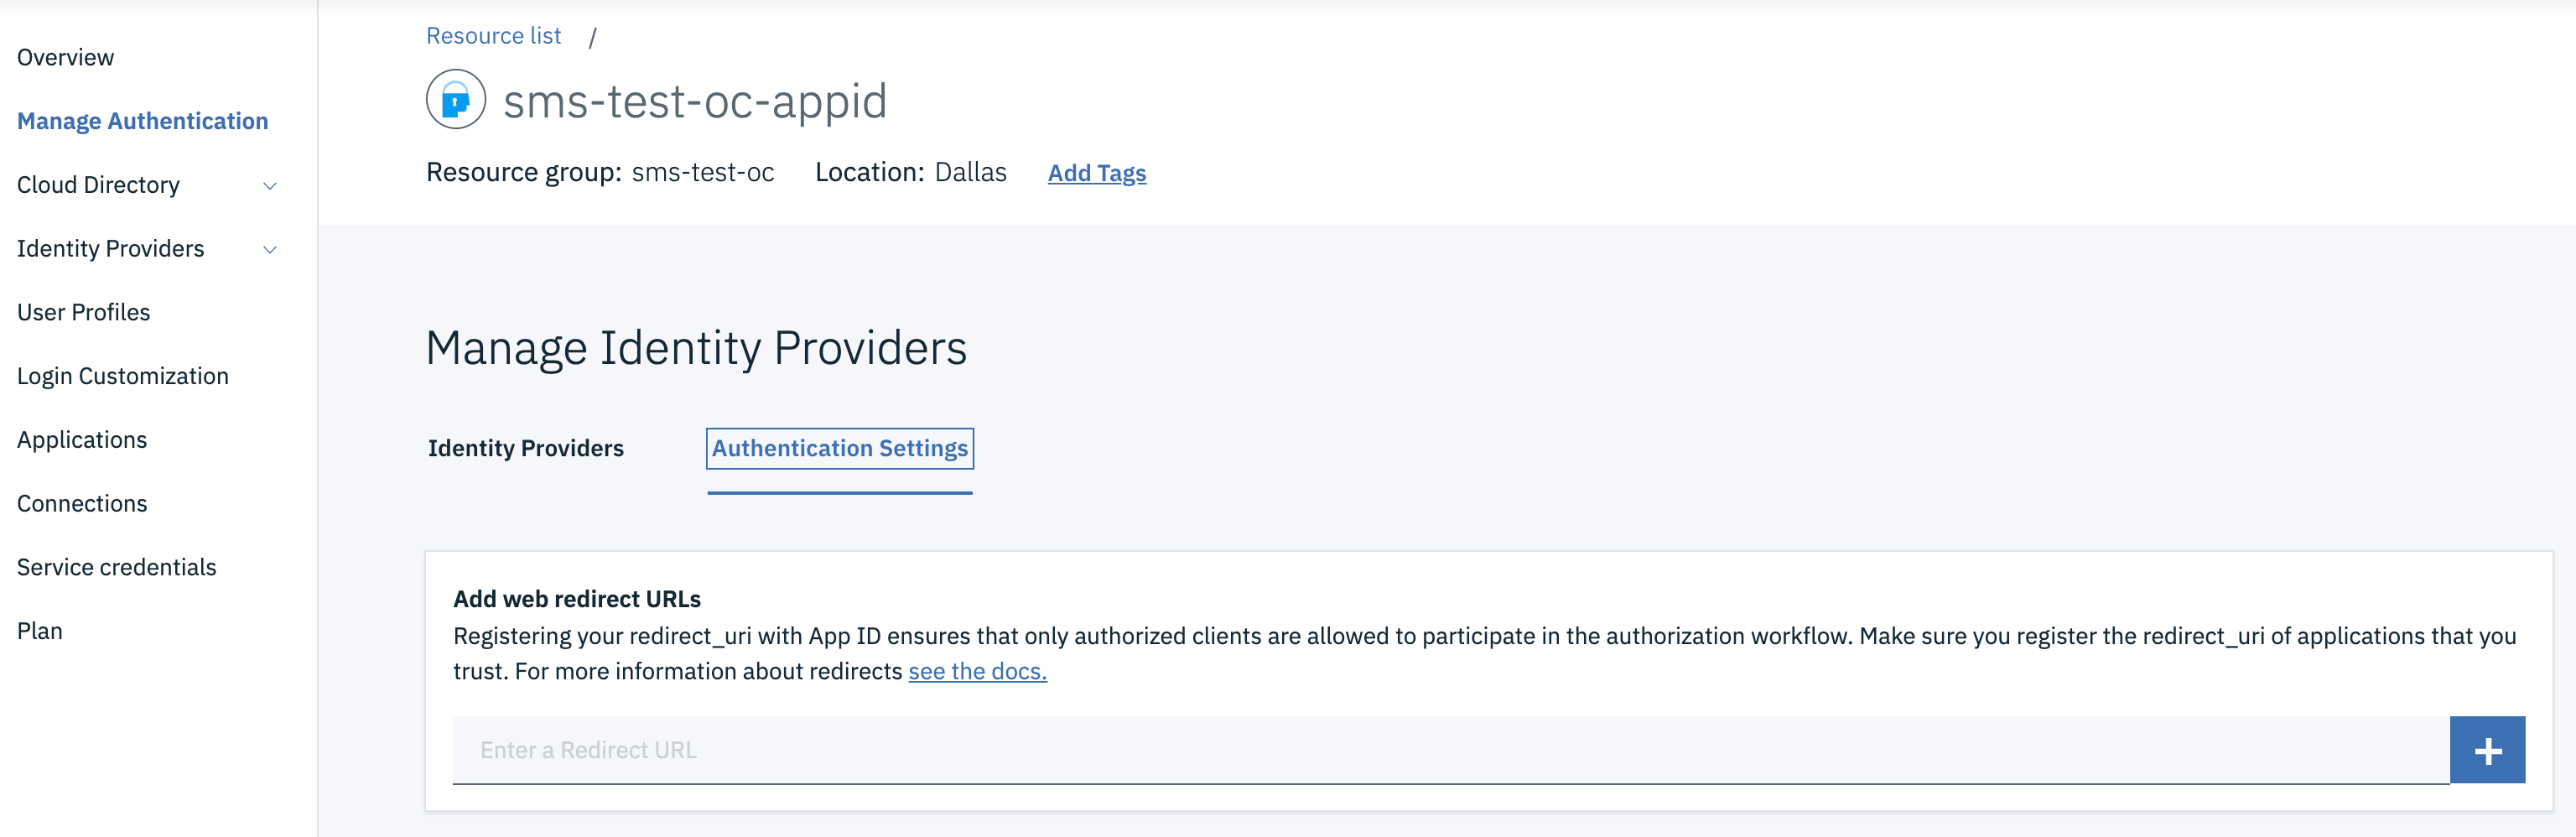 Overview
Manage Authentication
Cloud Directory
Identity Providers
User Profiles
Login Customization
Applications
Connections
Service credentials
Plan
Resource list /
sms-test-oc-appid
Resource group: sms-test-oc Location: Dallas Add Tags
Manage Identity Providers
Identity Providers Authentication Settings
Add web redirect URLs
Registering your redirect_uri with App ID ensures that only authorized clients are allowed to participate in the authorization workflow. Make sure you register the redirect_uri of applications that you
trust. For more information about redirects see the docs.
Enter a Redirect URL